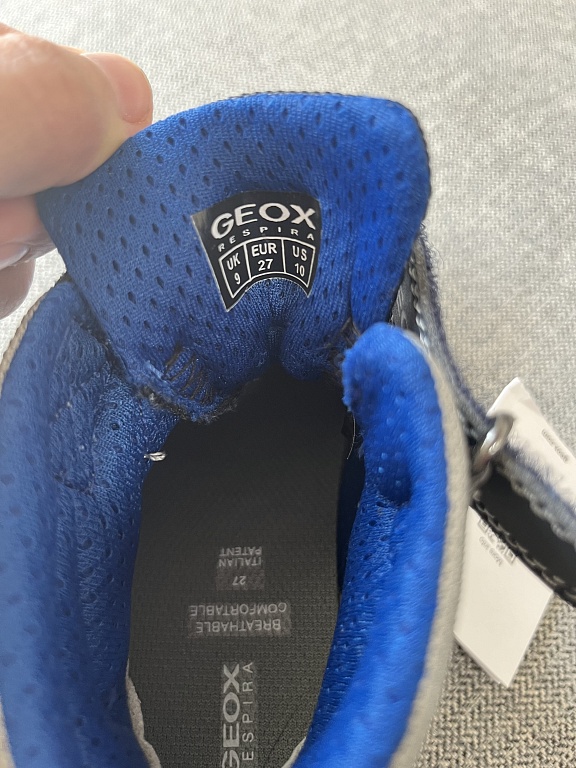 GEOX
RESPIRA
UK EUR US
9 27 10
ITALIAN
PATENT
27
BREATHABLE
COMFORTABLE
GEOX
RESPIRA